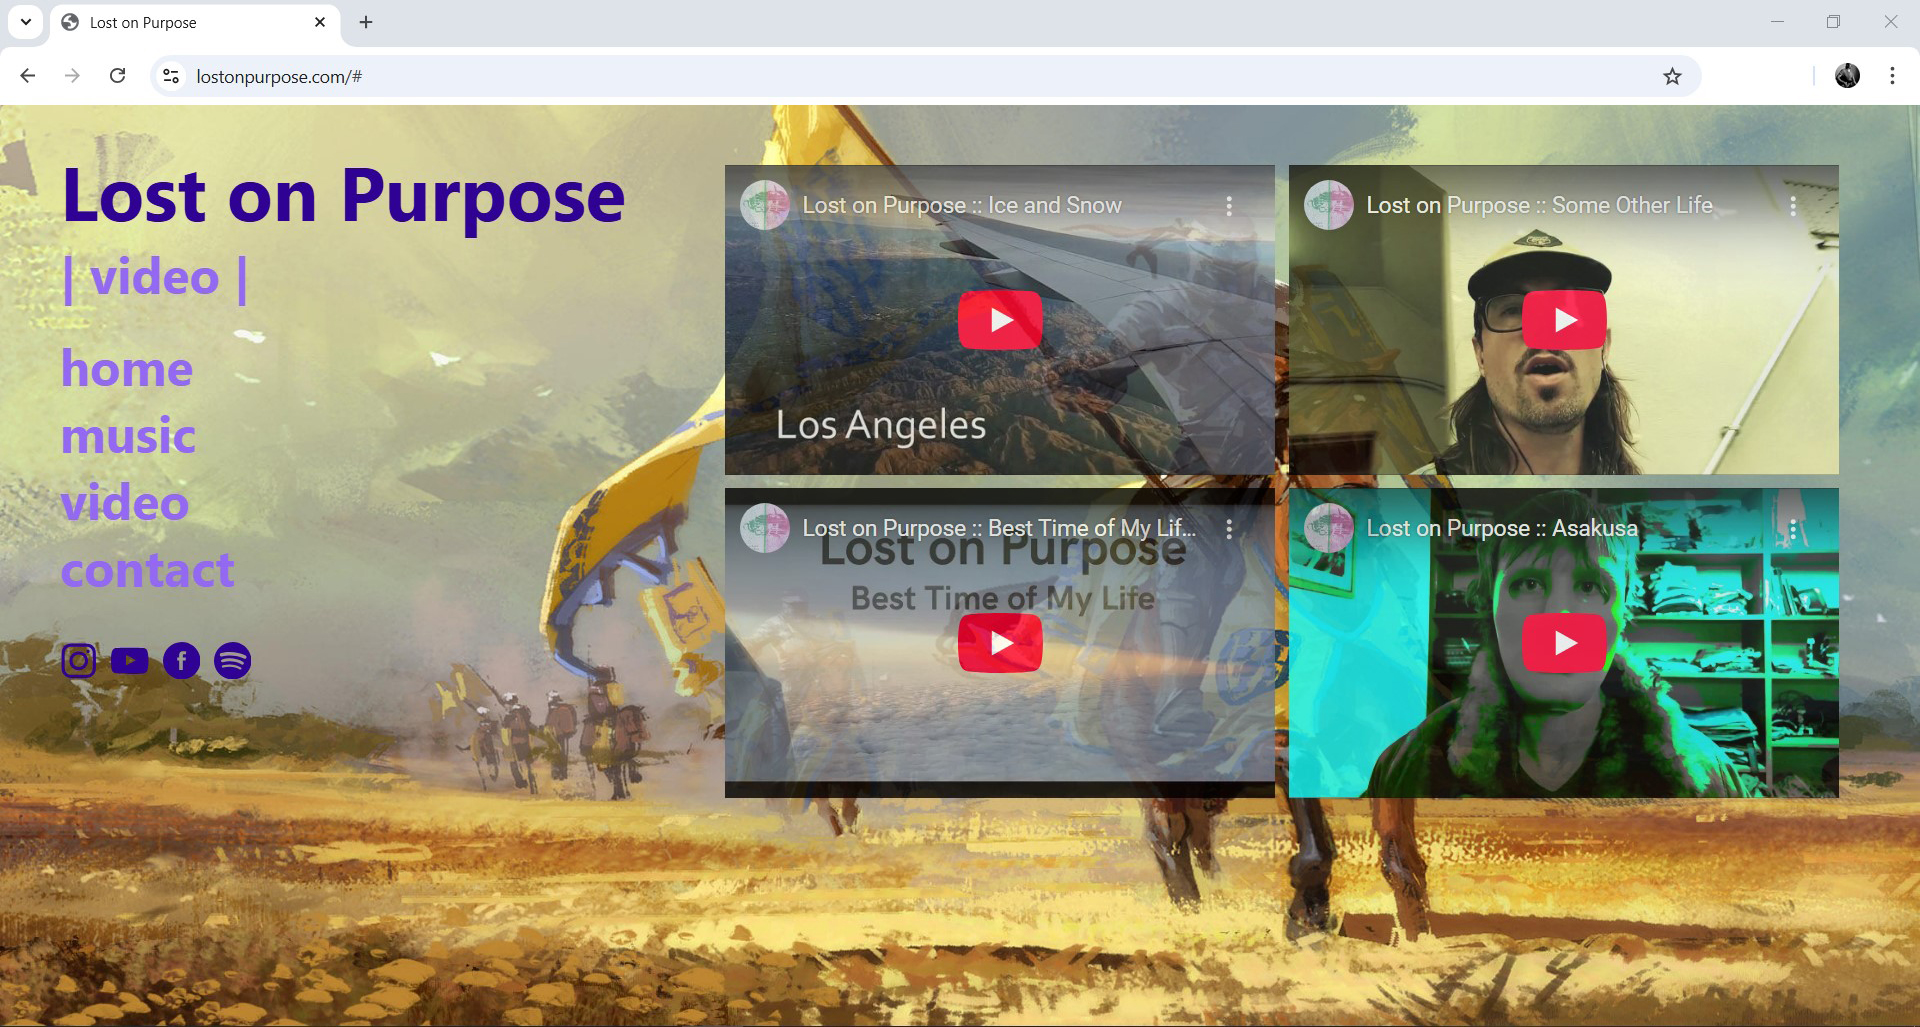 Lost on Purpose
lostonpurpose.com/#
Lost on Purpose
| video |
home
music
video
contact
Lost on Purpose :: Ice and Snow
Los Angeles
Lost on Purpose :: Some Other Life
Lost on Purpose :: Best Time of My Lif...
Lost on Purpose
Best Time of My Life
Lost on Purpose :: Asakusa